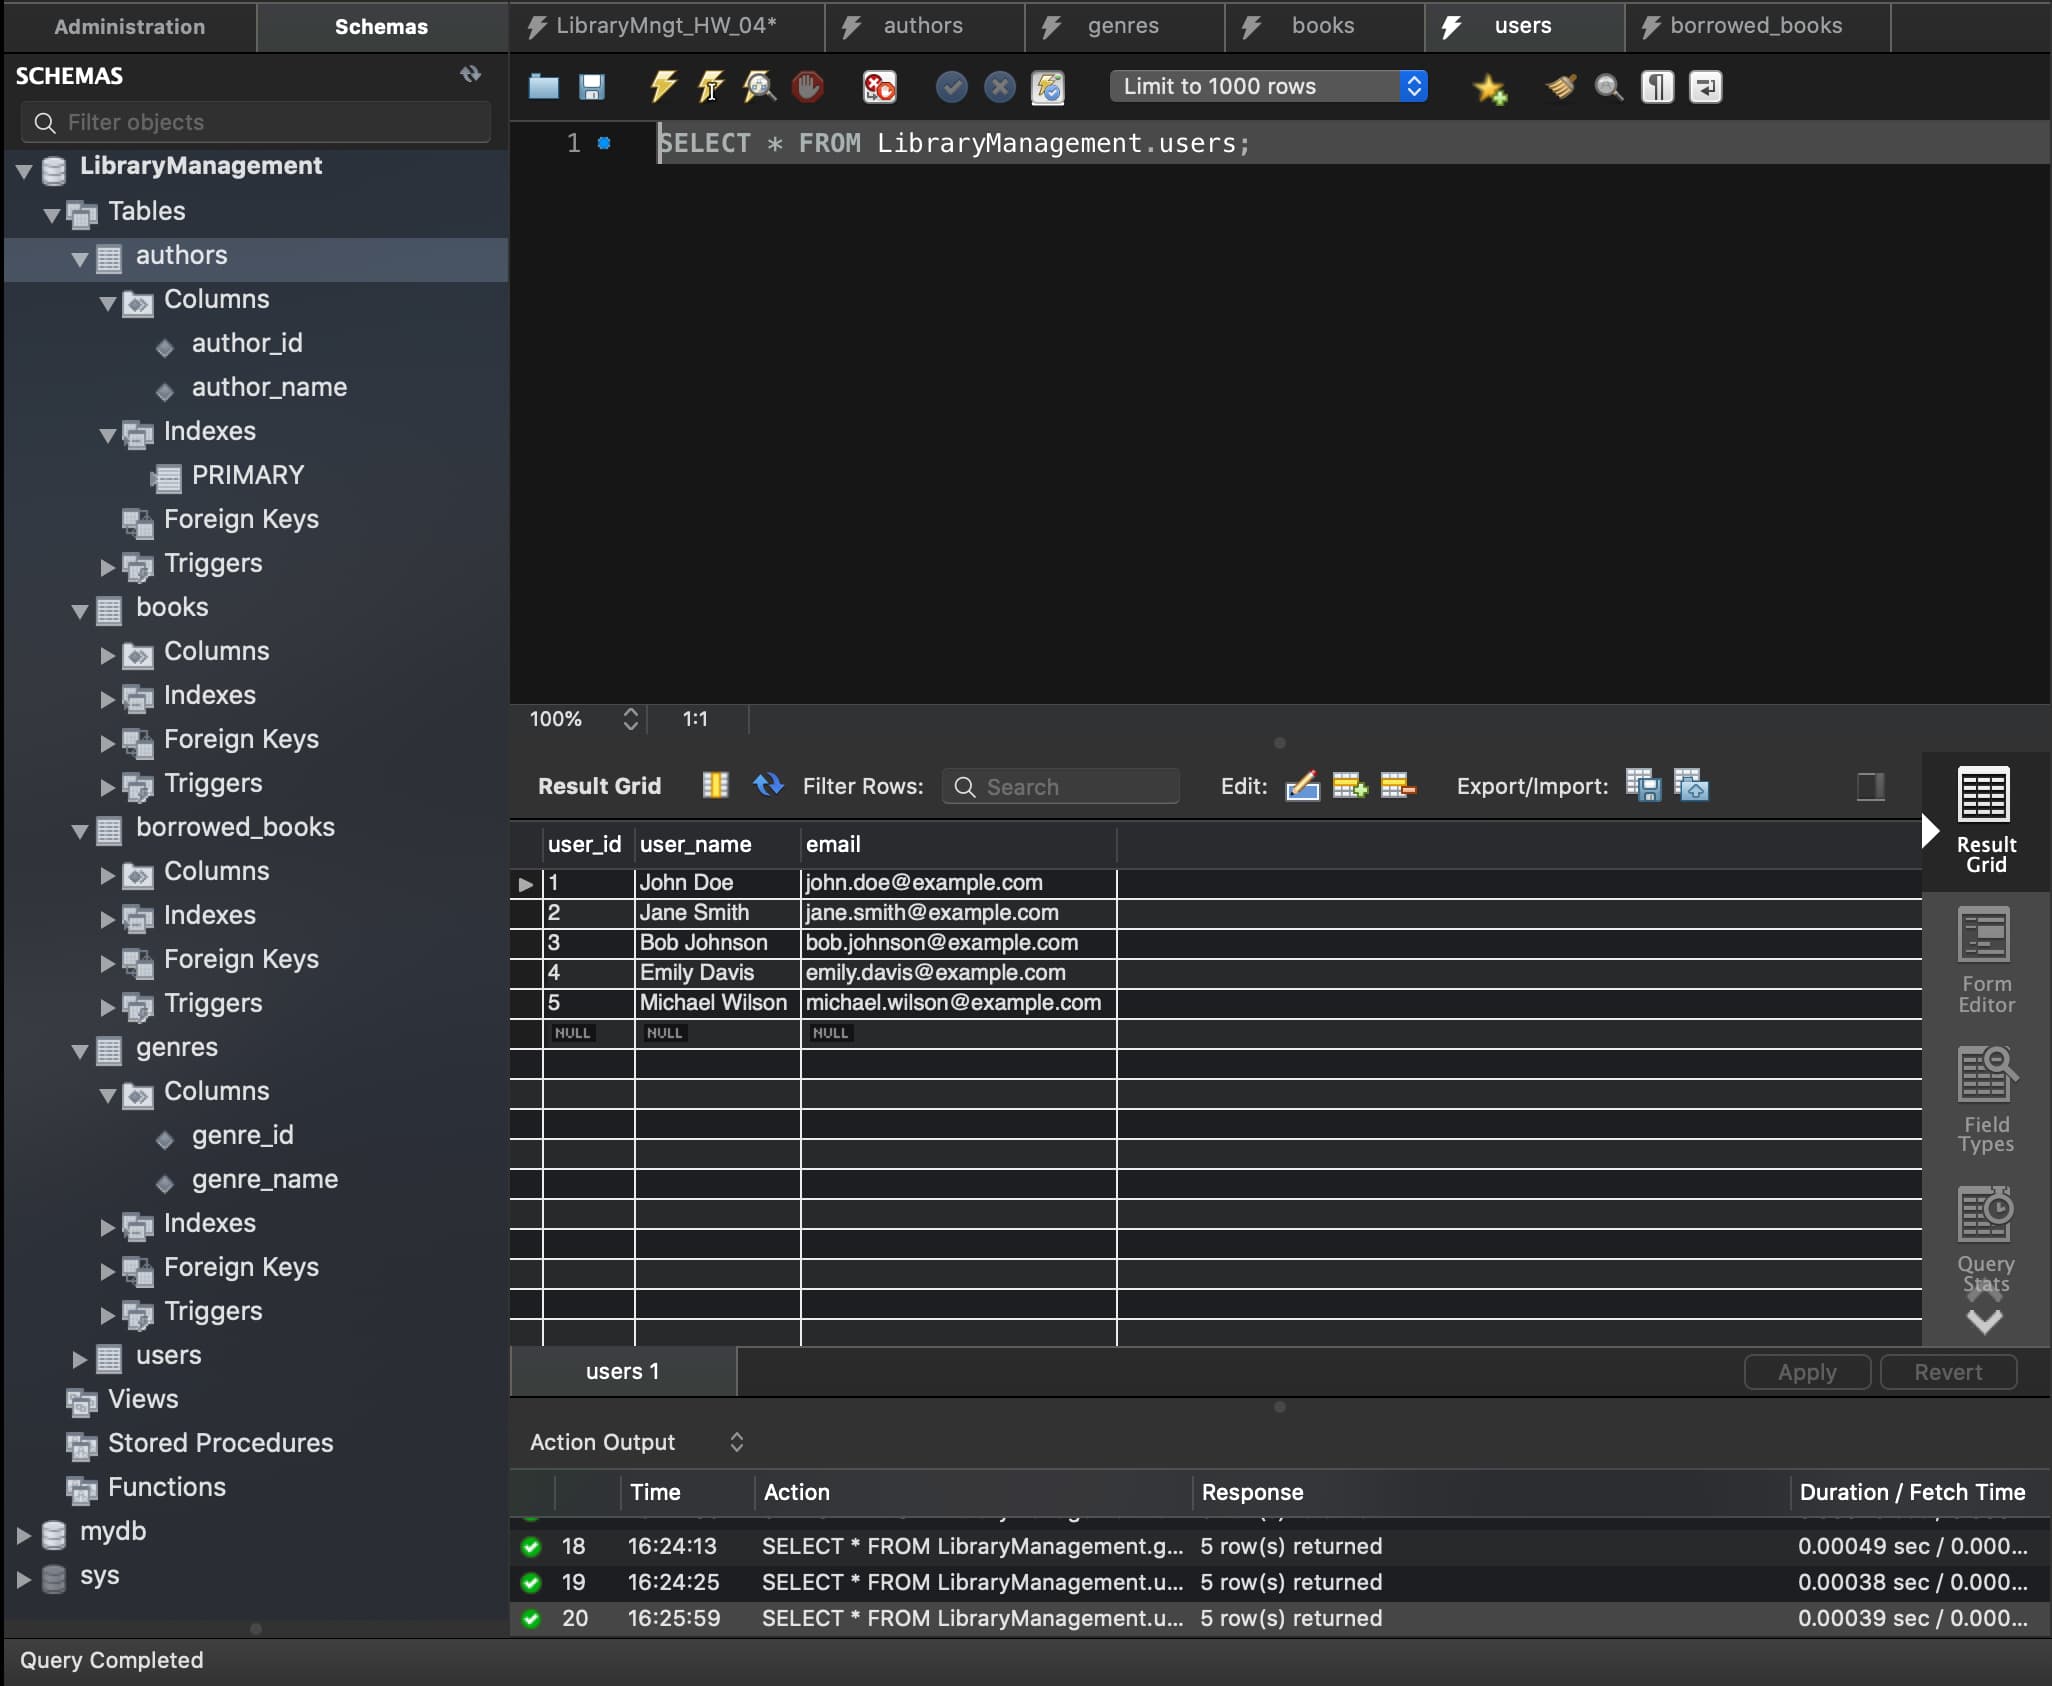 Administration
Schemas
SCHEMAS
Filter objects
LibraryManagement
Tables
authors
Columns
author_id
author_name
Indexes
PRIMARY
Foreign Keys
Triggers
books
Columns
Indexes
Foreign Keys
Triggers
borrowed_books
Columns
Indexes
Foreign Keys
Triggers
genres
Columns
genre_id
genre_name
Indexes
Foreign Keys
Triggers
users
Views
Stored Procedures
Functions
mydb
sys
LibraryMngt_HW_04* authors genres books users borrowed_books
Limit to 1000 rows
1 SELECT * FROM LibraryManagement.users;
100% 1:1
Result Grid Filter Rows: Search Edit: Export/Import:
user_id user_name email
1 John Doe john.doe@example.com
2 Jane Smith jane.smith@example.com
3 Bob Johnson bob.johnson@example.com
4 Emily Davis emily.davis@example.com
5 Michael Wilson michael.wilson@example.com
NULL NULL NULL
Result
Grid
Form
Editor
Field
Types
Query
Stats
users 1 Apply Revert
Action Output
Time Action Response Duration / Fetch Time
18 16:24:13 SELECT * FROM LibraryManagement.g... 5 row(s) returned 0.00049 sec / 0.000...
19 16:24:25 SELECT * FROM LibraryManagement.u... 5 row(s) returned 0.00038 sec / 0.000...
20 16:25:59 SELECT * FROM LibraryManagement.u... 5 row(s) returned 0.00039 sec / 0.000...
Query Completed